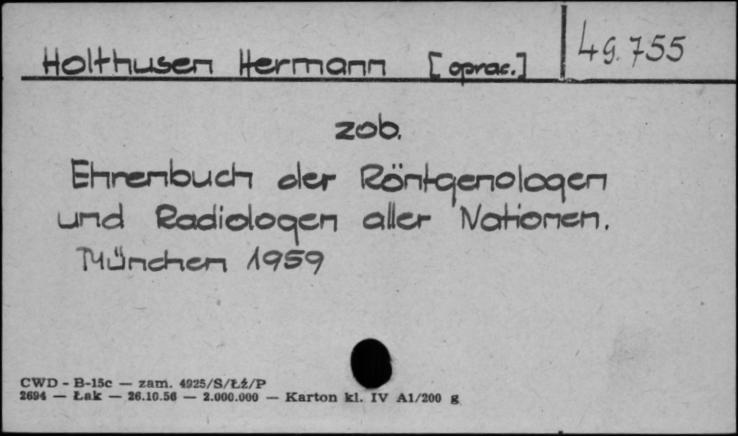 Holthusen Hermann [oprac.] 49.755
zob.
Ehrenbuch der Röntgenologen
und Radiologen aller Nationen.
München 1959
CWD - B-15c — zam. 4925/S/Łż/P
2694 — Łak — 26.10.56 — 2.000.000 — Karton kl. IV A1/200 g